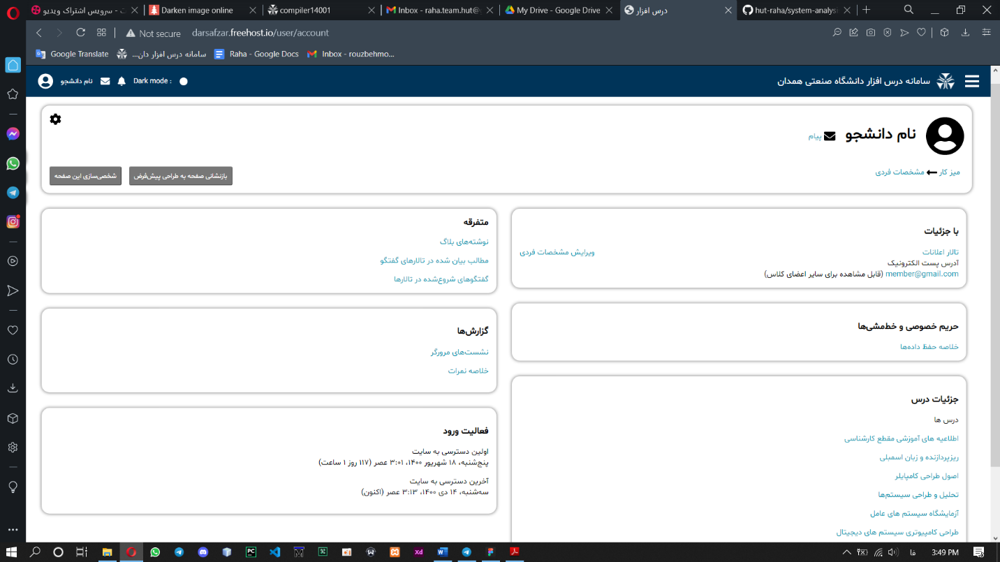 ت - سرویس اشتراک ویدیو
Darken image online
compiler14001
Inbox - raha.team.hut@g
My Drive - Google Drive
درس افزار
hut-raha/system-analys
Not secure
darsafzar.freehost.io/user/account
Google Translate
سامانه درس افزار دان...
Raha - Google Docs
Inbox - rouzbehmo...
سامانه درس افزار دانشگاه صنعتی همدان
Dark mode :
نام دانشجو
نام دانشجو
پیام
میز کار
مشخصات فردی
بازنشانی صفحه به طراحی پیش‌فرض
شخصی‌سازی این صفحه
با جزئیات
تالار اعلانات
ویرایش مشخصات فردی
آدرس پست الکترونیک
member@gmail.com (قابل مشاهده برای سایر اعضای کلاس)
حریم خصوصی و خط‌مشی‌ها
خلاصه حفظ داده‌ها
جزئیات درس
درس ها
اطلاعیه های آموزشی مقطع کارشناسی
ریزپردازنده و زبان اسمبلی
اصول طراحی کامپایلر
تحلیل و طراحی سیستم‌ها
آزمایشگاه سیستم های عامل
طراحی کامپیوتری سیستم های دیجیتال
متفرقه
نوشته‌های بلاگ
مطالب بیان شده در تالارهای گفتگو
گفتگوهای شروع‌شده در تالارها
گزارش‌ها
نشست‌های مرورگر
خلاصه نمرات
فعالیت ورود
اولین دسترسی به سایت
پنج‌شنبه، ۱۸ شهریور ۱۴۰۰، ۳:۰۱ عصر (۱۱۷ روز ۱ ساعت)
آخرین دسترسی به سایت
سه‌شنبه، ۱۴ دی ۱۴۰۰، ۳:۱۳ عصر (اکنون)
PC
Xd
فا
3:49 PM